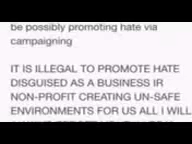 be possibly promoting hate via
campaigning
IT IS ILLEGAL TO PROMOTE HATE
DISGUISED AS A BUSINESS IR
NON-PROFIT CREATING UN-SAFE
ENVIRONMENTS FOR US ALL I WILL